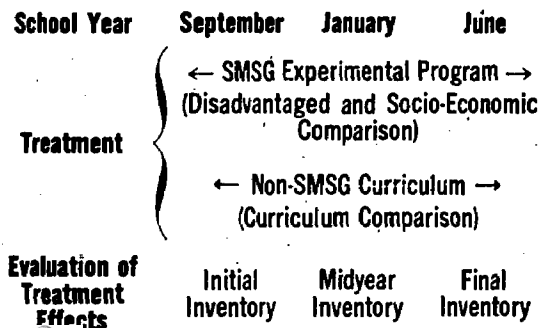 School Year September January June
← SMSG Experimental Program →
(Disadvantaged and Socio-Economic
Comparison)
Treatment
← Non-SMSG Curriculum →
(Curriculum Comparison)
Evaluation of
Treatment
Effects
Initial Midyear Final
Inventory Inventory Inventory